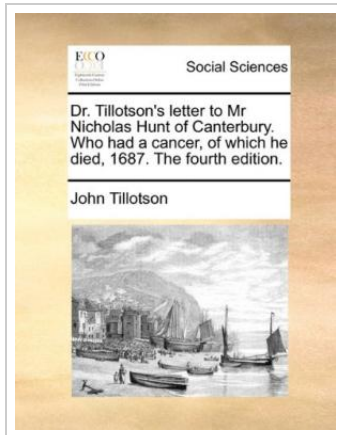 ECCO
Social Sciences
Dr. Tillotson's letter to Mr
Nicholas Hunt of Canterbury.
Who had a cancer, of which he
died, 1687. The fourth edition.
John Tillotson